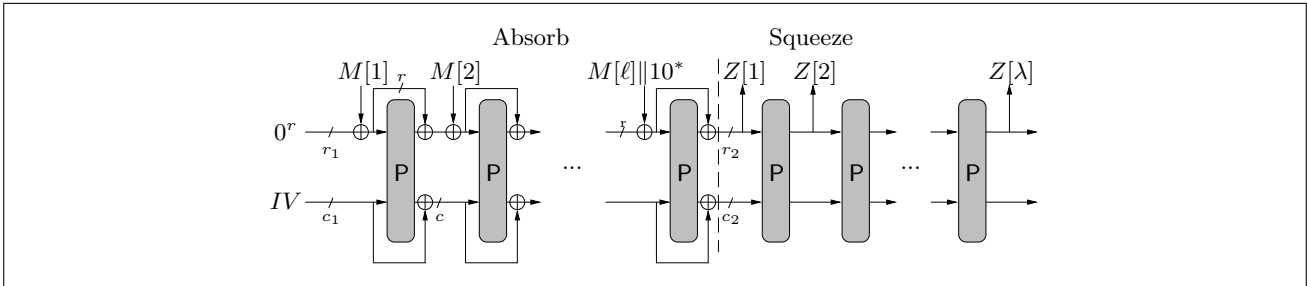 Absorb Squeeze
M[1] r M[2] M[ℓ]||10* Z[1] Z[2] Z[λ]
0^r r_1 r r_2
P P ... P P P ... P
IV c_1 c c_2